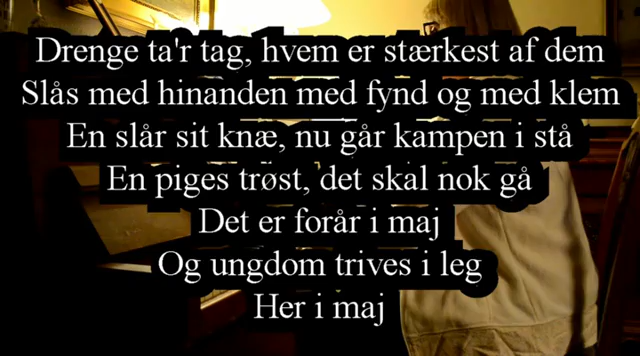 Drenge ta'r tag, hvem er stærkest af dem
Slås med hinanden med fynd og med klem
En slår sit knæ, nu går kampen i stå
En piges trøst, det skal nok gå
Det er forår i maj
Og ungdom trives i leg
Her i maj